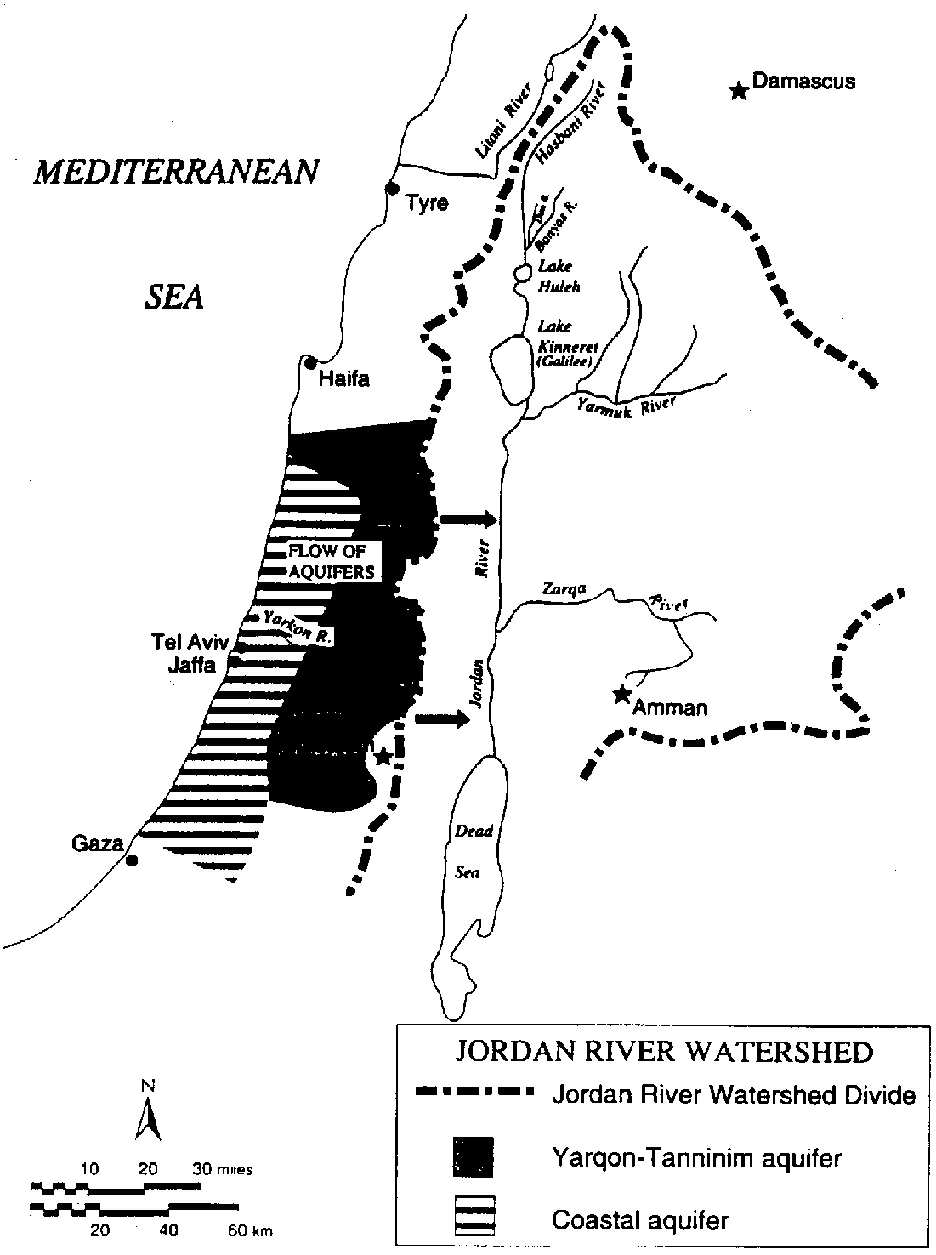 Damascus
Litani River
Hasbani River
MEDITERRANEAN
SEA
Tyre
Banyas R.
Lake
Huleh
Lake
Kinneret
(Galilee)
Haifa
Yarmuk River
FLOW OF
AQUIFERS
River
Jordan
Zarqa
River
Yarkon R.
Tel Aviv
Jaffa
Amman
Gaza
Dead
Sea
JORDAN RIVER WATERSHED
Jordan River Watershed Divide
Yarqon-Tanninim aquifer
Coastal aquifer
N
10 20 30 miles
20 40 60 km